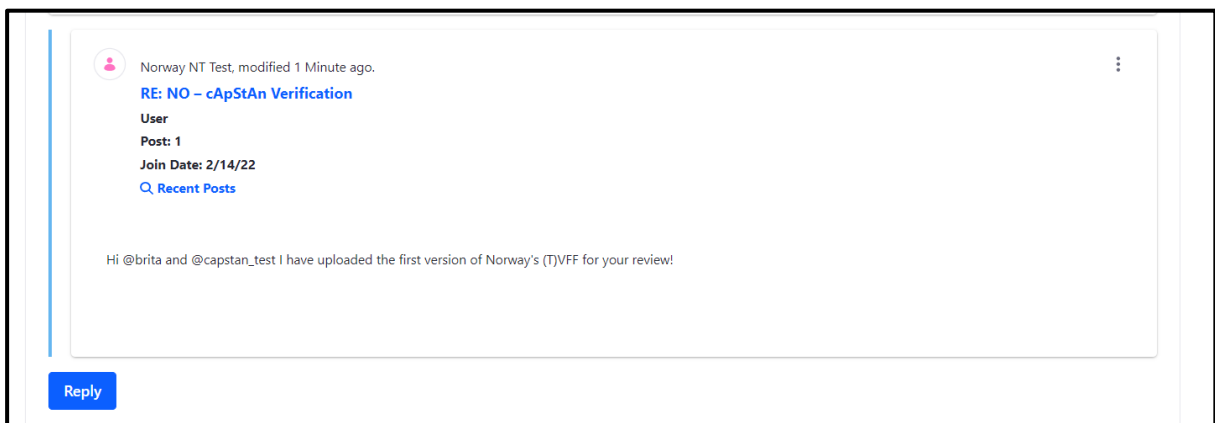 Norway NT Test, modified 1 Minute ago.
RE: NO – cApStAn Verification
User
Post: 1
Join Date: 2/14/22
Recent Posts
Hi @brita and @capstan_test I have uploaded the first version of Norway's (T)VFF for your review!
Reply